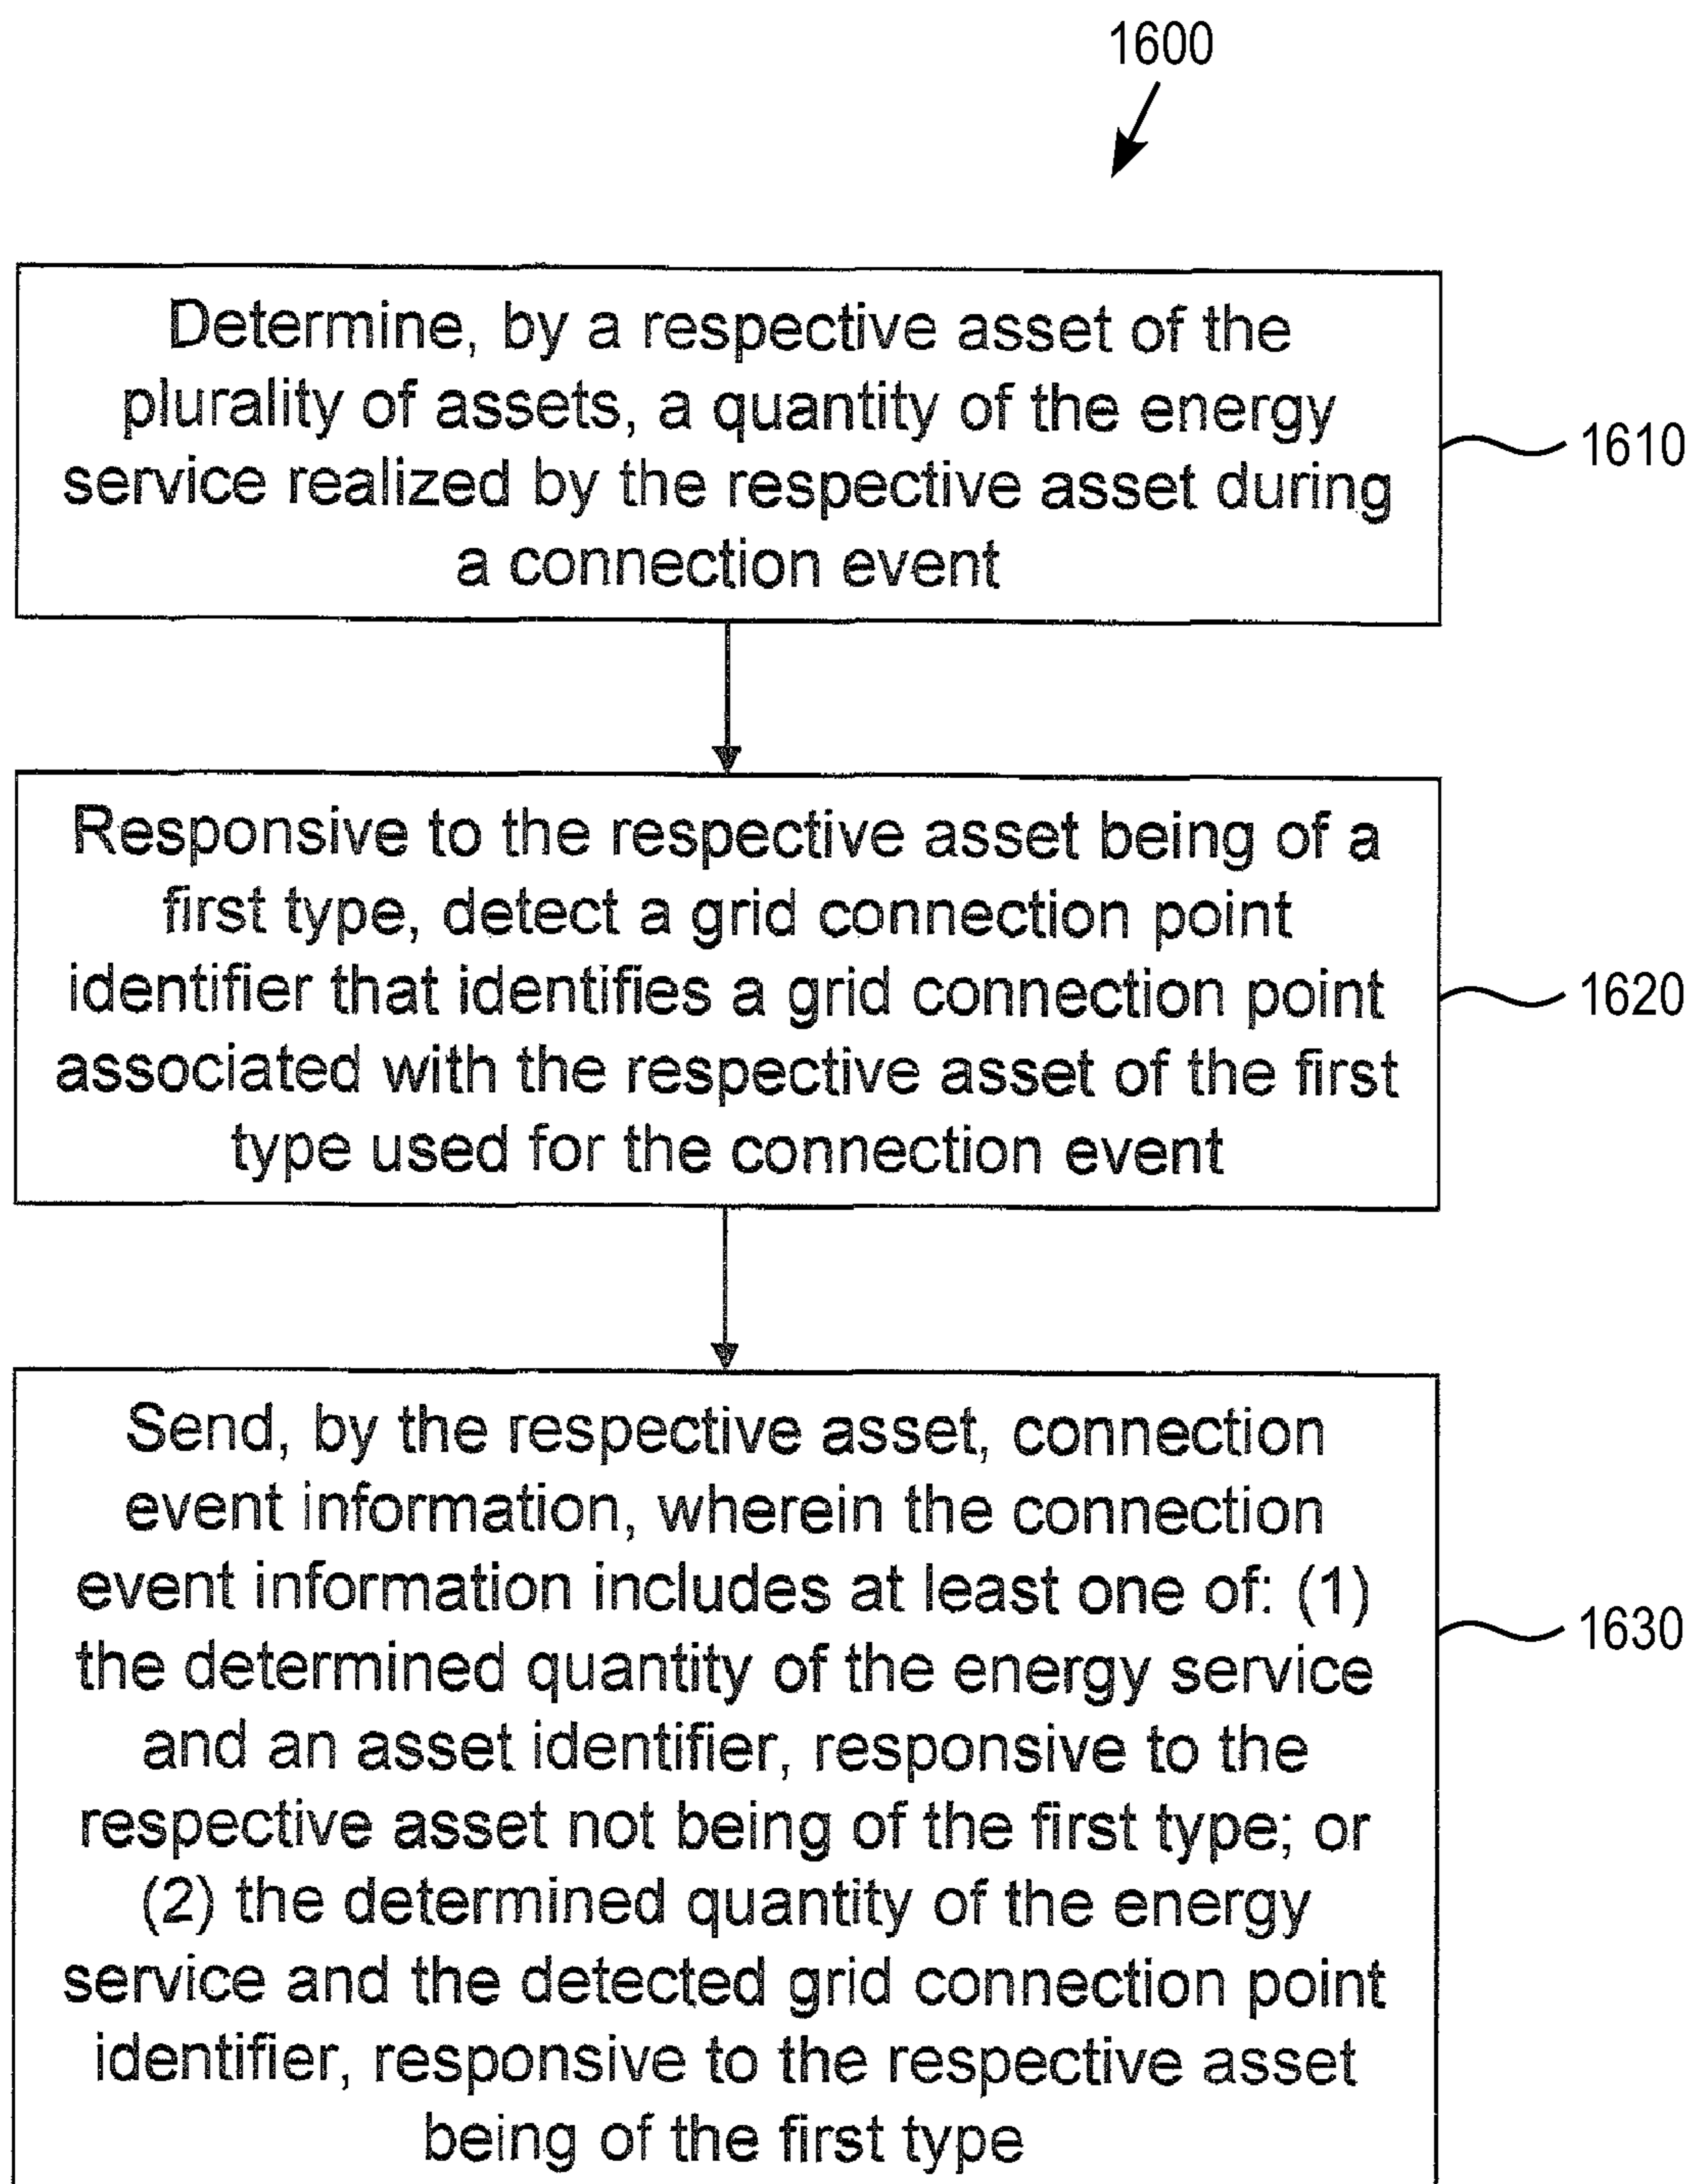 1600
Determine, by a respective asset of the
plurality of assets, a quantity of the energy
service realized by the respective asset during
a connection event
1610
Responsive to the respective asset being of a
first type, detect a grid connection point
identifier that identifies a grid connection point
associated with the respective asset of the first
type used for the connection event
1620
Send, by the respective asset, connection
event information, wherein the connection
event information includes at least one of: (1)
the determined quantity of the energy service
and an asset identifier, responsive to the
respective asset not being of the first type; or
(2) the determined quantity of the energy
service and the detected grid connection point
identifier, responsive to the respective asset
being of the first type
1630